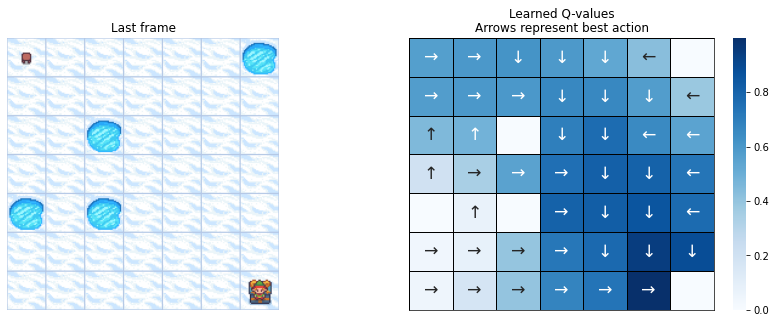 Last frame
Learned Q-values
Arrows represent best action
→ → ↓ ↓ ↓ ←
→ → → ↓ ↓ ↓ ←
↑ ↑ ↓ ↓ ← ←
↑ → → → ↓ ↓ ←
↑ → ↓ ↓ ←
→ → → → ↓ ↓ ↓
→ → → → → →
0.8
0.6
0.4
0.2
0.0